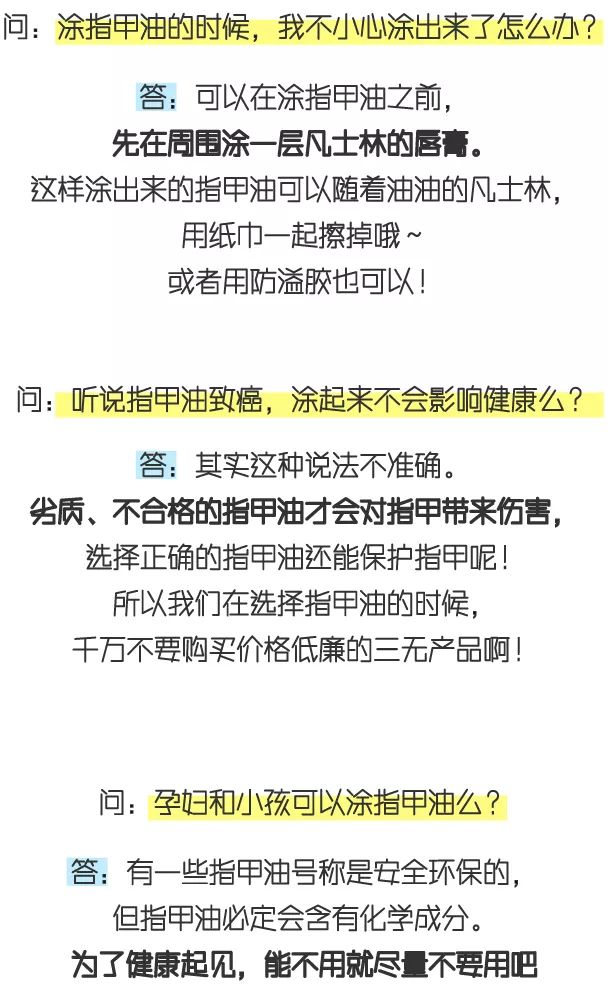 问：涂指甲油的时候，我不小心涂出来了怎么办？
答：可以在涂指甲油之前，
先在周围涂一层凡士林的唇膏。
这样涂出来的指甲油可以随着油油的凡士林，
用纸巾一起擦掉哦～
或者用防溢胶也可以！
问：听说指甲油致癌，涂起来不会影响健康么？
答：其实这种说法不准确。
劣质、不合格的指甲油才会对指甲带来伤害，
选择正确的指甲油还能保护指甲呢！
所以我们在选择指甲油的时候，
千万不要购买价格低廉的三无产品啊！
问：孕妇和小孩可以涂指甲油么？
答：有一些指甲油号称是安全环保的，
但指甲油必定会含有化学成分。
为了健康起见，能不用就尽量不要用吧